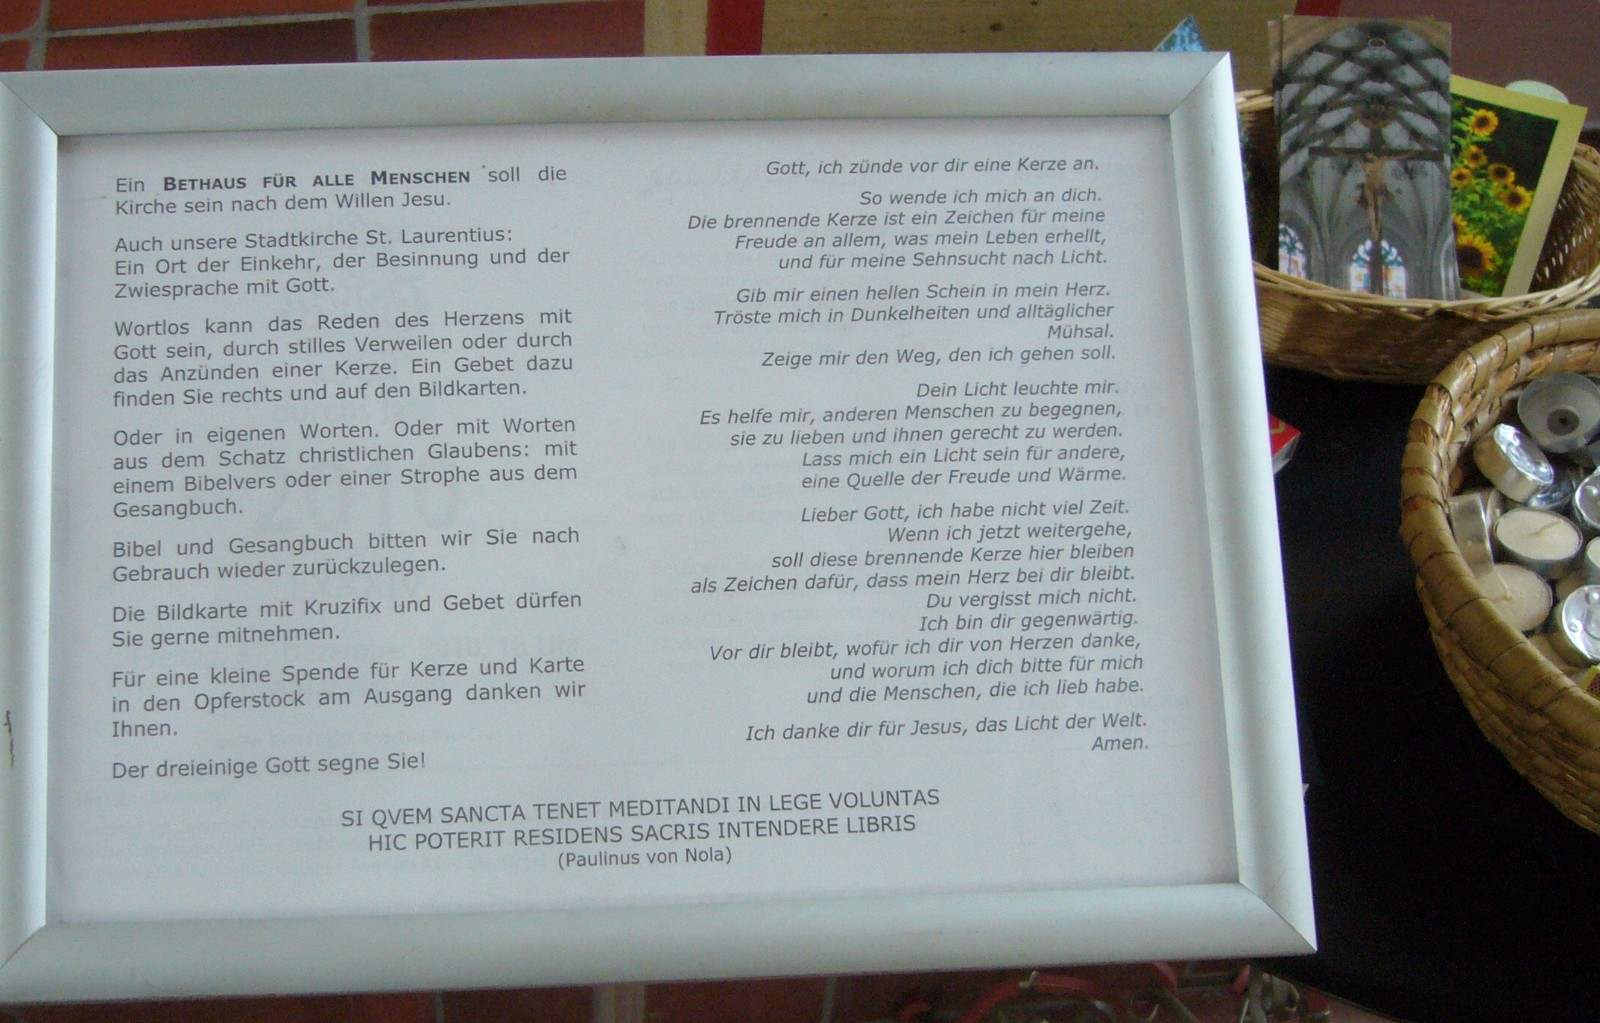 Ein BETHAUS FÜR ALLE MENSCHEN soll die
Kirche sein nach dem Willen Jesu.
Auch unsere Stadtkirche St. Laurentius:
Ein Ort der Einkehr, der Besinnung und der
Zwiesprache mit Gott.
Wortlos kann das Reden des Herzens mit
Gott sein, durch stilles Verweilen oder durch
das Anzünden einer Kerze. Ein Gebet dazu
finden Sie rechts und auf den Bildkarten.
Oder in eigenen Worten. Oder mit Worten
aus dem Schatz christlichen Glaubens: mit
einem Bibelvers oder einer Strophe aus dem
Gesangbuch.
Bibel und Gesangbuch bitten wir Sie nach
Gebrauch wieder zurückzulegen.
Die Bildkarte mit Kruzifix und Gebet dürfen
Sie gerne mitnehmen.
Für eine kleine Spende für Kerze und Karte
in den Opferstock am Ausgang danken wir
Ihnen.
Der dreieinige Gott segne Sie!
Gott, ich zünde vor dir eine Kerze an.
So wende ich mich an dich.
Die brennende Kerze ist ein Zeichen für meine
Freude an allem, was mein Leben erhellt,
und für meine Sehnsucht nach Licht.
Gib mir einen hellen Schein in mein Herz.
Tröste mich in Dunkelheiten und alltäglicher
Mühsal.
Zeige mir den Weg, den ich gehen soll.
Dein Licht leuchte mir.
Es helfe mir, anderen Menschen zu begegnen,
sie zu lieben und ihnen gerecht zu werden.
Lass mich ein Licht sein für andere,
eine Quelle der Freude und Wärme.
Lieber Gott, ich habe nicht viel Zeit.
Wenn ich jetzt weitergehe,
soll diese brennende Kerze hier bleiben
als Zeichen dafür, dass mein Herz bei dir bleibt.
Du vergisst mich nicht.
Ich bin dir gegenwärtig.
Vor dir bleibt, wofür ich dir von Herzen danke,
und worum ich dich bitte für mich
und die Menschen, die ich lieb habe.
Ich danke dir für Jesus, das Licht der Welt.
Amen.
SI QVEM SANCTA TENET MEDITANDI IN LEGE VOLUNTAS
HIC POTERIT RESIDENS SACRIS INTENDERE LIBRIS
(Paulinus von Nola)